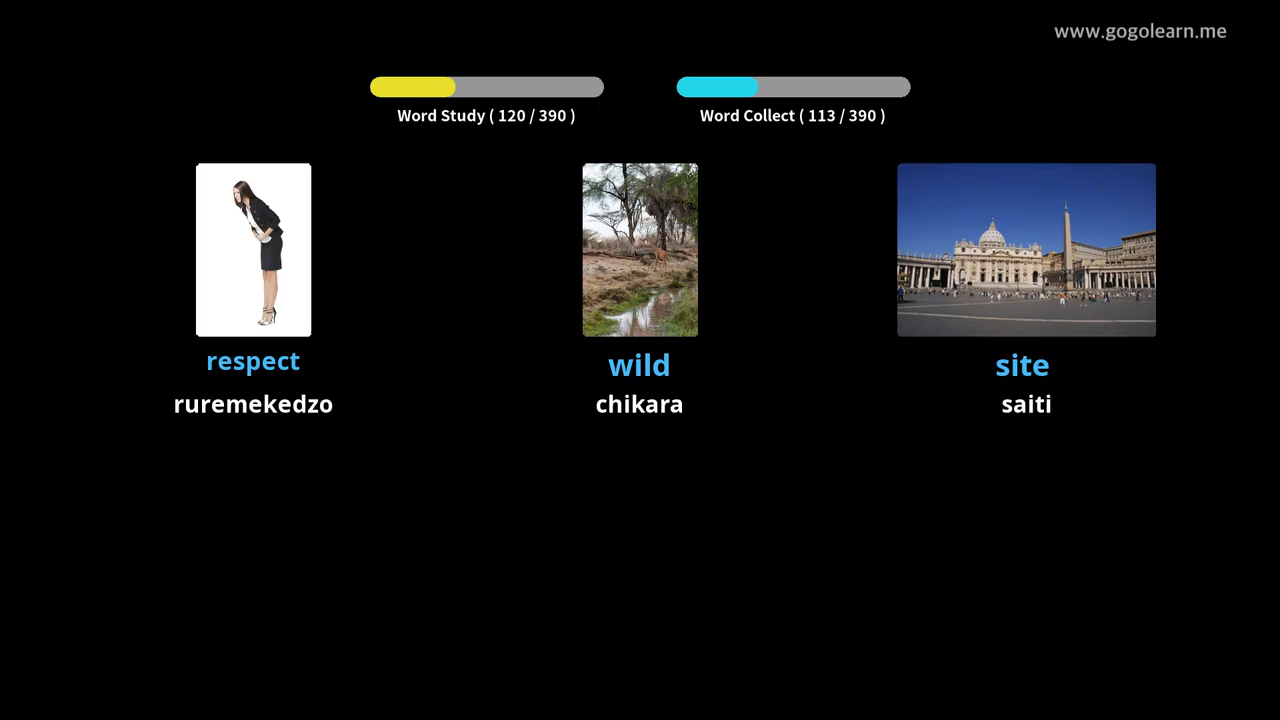 www.gogolearn.me
Word Study ( 120 / 390 )
Word Collect ( 113 / 390 )
respect
wild
site
ruremekedzo
chikara
saiti